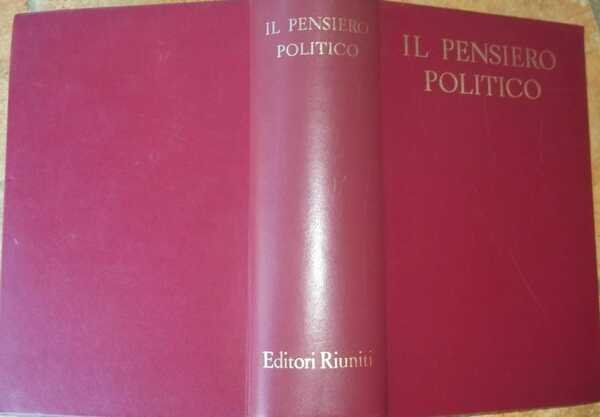 IL PENSIERO
POLITICO
Editori Riuniti
IL PENSIERO
POLITICO